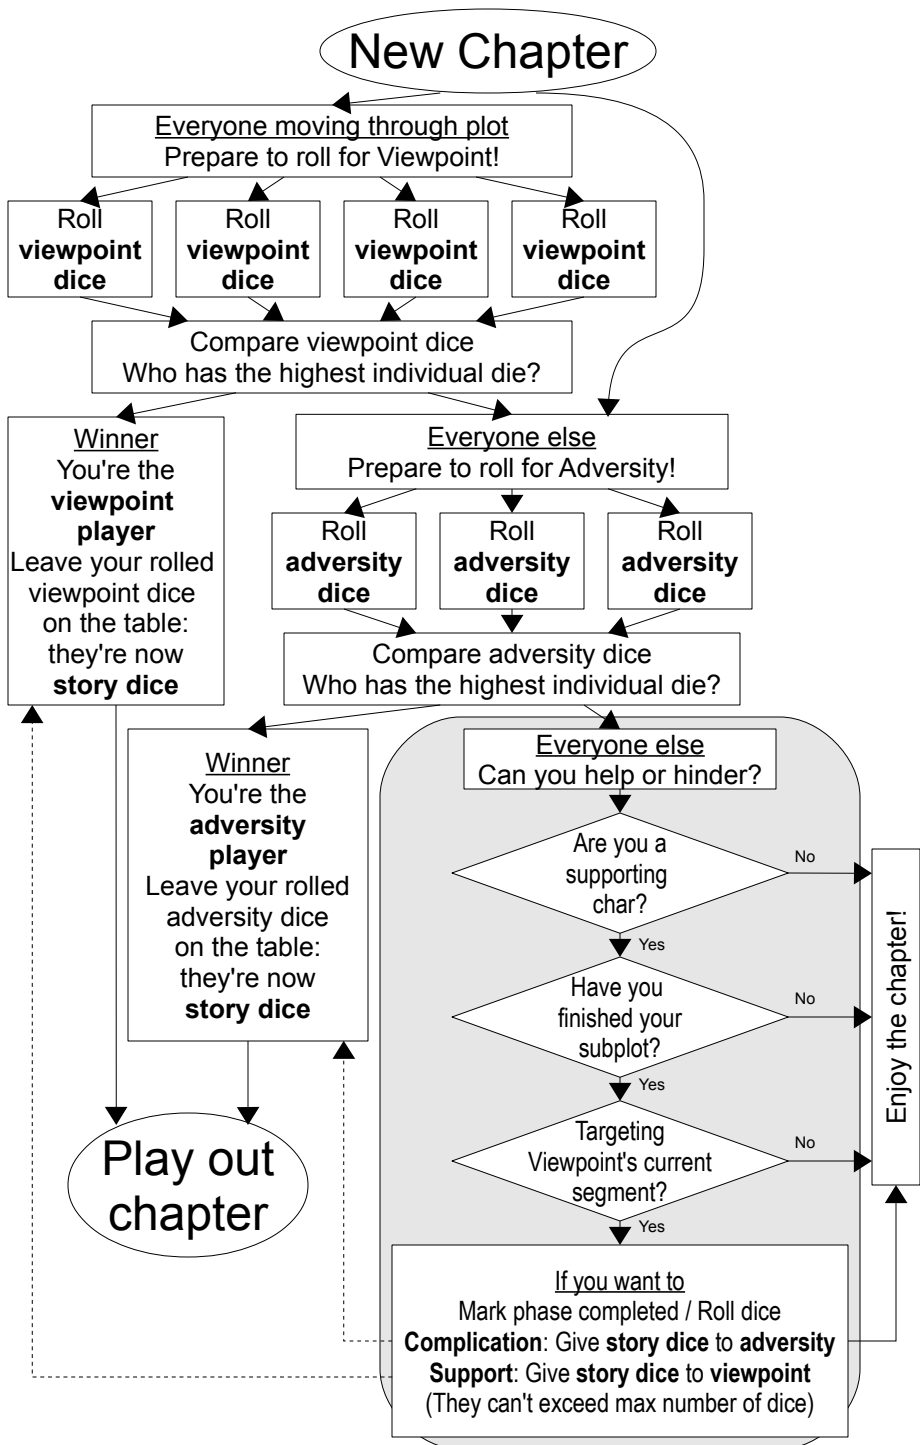 New Chapter
Everyone moving through plot
Prepare to roll for Viewpoint!
Roll
viewpoint
dice
Roll
viewpoint
dice
Roll
viewpoint
dice
Roll
viewpoint
dice
Compare viewpoint dice
Who has the highest individual die?
Winner
You're the
viewpoint
player
Leave your rolled
viewpoint dice
on the table:
they're now
story dice
Everyone else
Prepare to roll for Adversity!
Roll
adversity
dice
Roll
adversity
dice
Roll
adversity
dice
Compare adversity dice
Who has the highest individual die?
Winner
You're the
adversity
player
Leave your rolled
adversity dice
on the table:
they're now
story dice
Everyone else
Can you help or hinder?
Are you a
supporting
char?
No
Yes
Have you
finished your
subplot?
No
Yes
Targeting
Viewpoint's current
segment?
No
Yes
Enjoy the chapter!
Play out
chapter
If you want to
Mark phase completed / Roll dice
Complication: Give story dice to adversity
Support: Give story dice to viewpoint
(They can't exceed max number of dice)